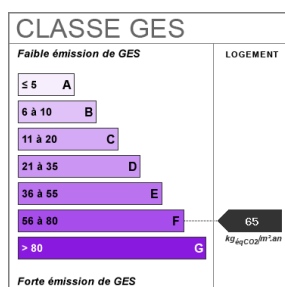 CLASSE GES
Faible émission de GES
LOGEMENT
≤ 5 A
6 à 10 B
11 à 20 C
21 à 35 D
36 à 55 E
56 à 80 F
65
kgéqCO2/m².an
> 80 G
Forte émission de GES